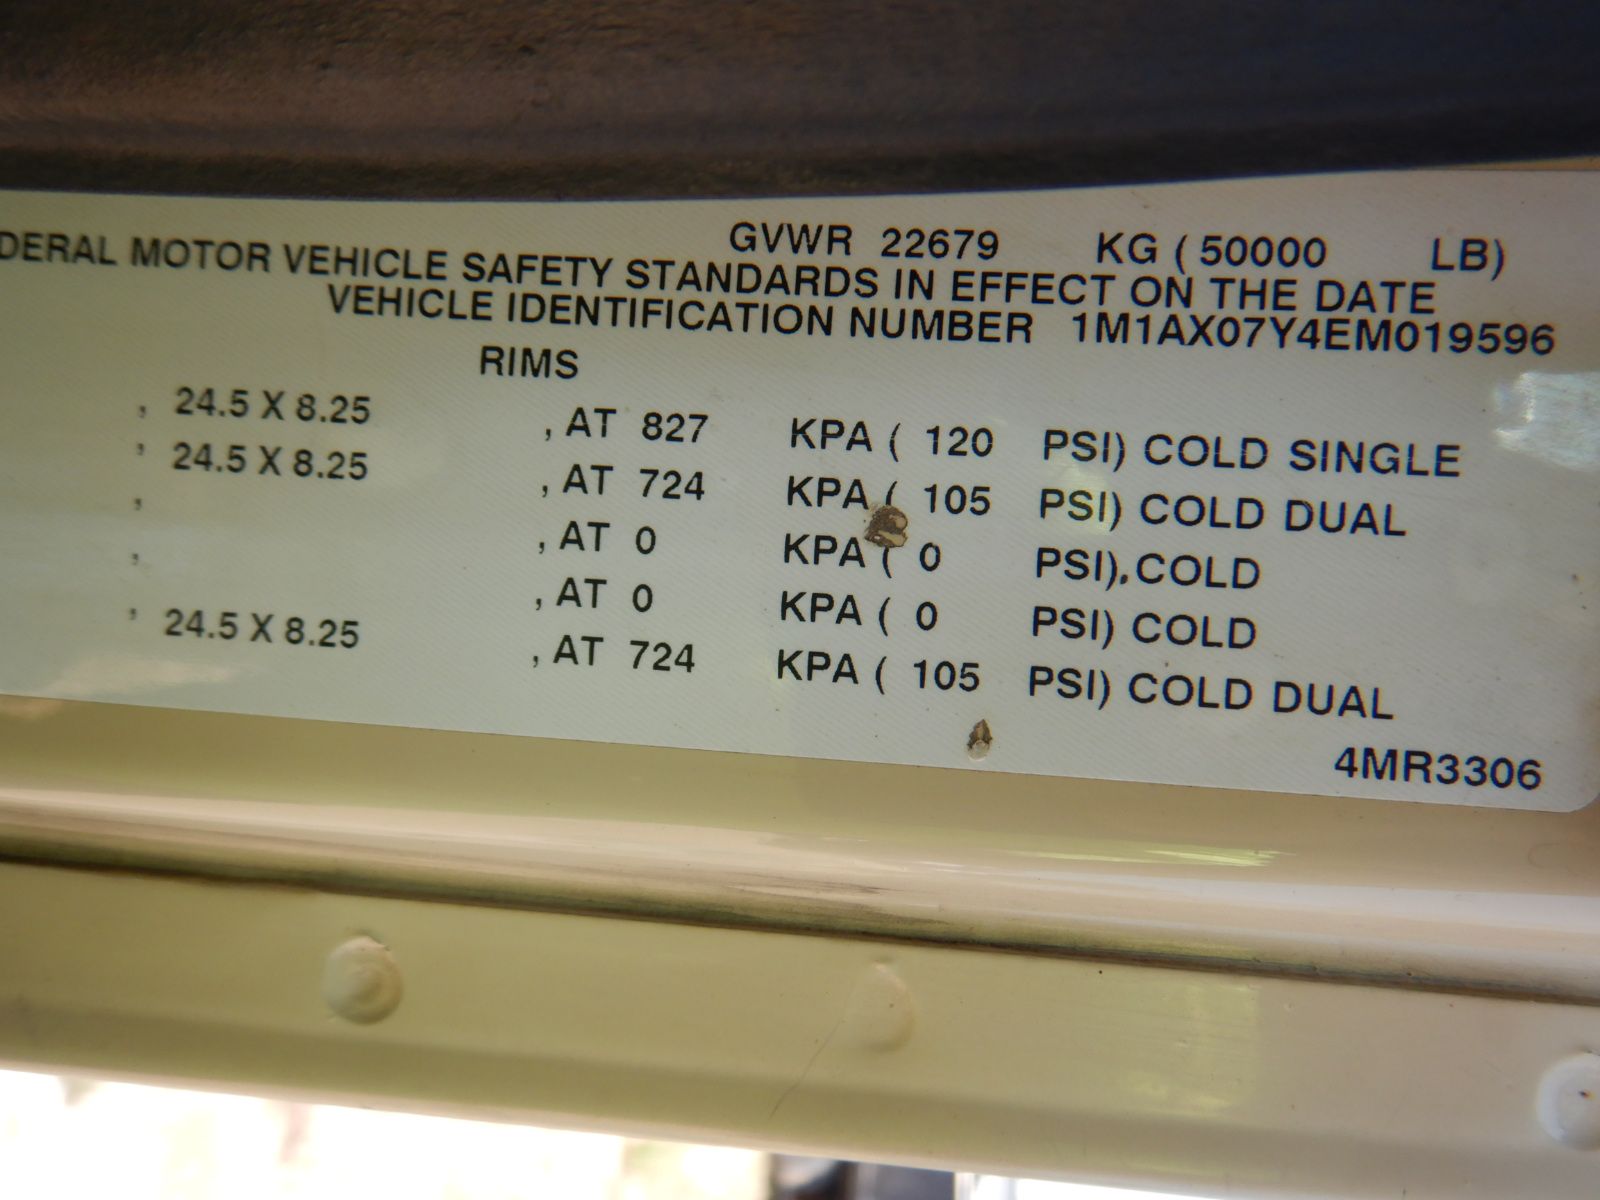 GVWR 22679 KG ( 50000 LB)
DERAL MOTOR VEHICLE SAFETY STANDARDS IN EFFECT ON THE DATE
VEHICLE IDENTIFICATION NUMBER 1M1AX07Y4EM019596
RIMS
, 24.5 X 8.25 , AT 827 KPA ( 120 PSI) COLD SINGLE
, 24.5 X 8.25 , AT 724 KPA ( 105 PSI) COLD DUAL
, , AT 0 KPA ( 0 PSI) COLD
, , AT 0 KPA ( 0 PSI) COLD
, 24.5 X 8.25 , AT 724 KPA ( 105 PSI) COLD DUAL
4MR3306